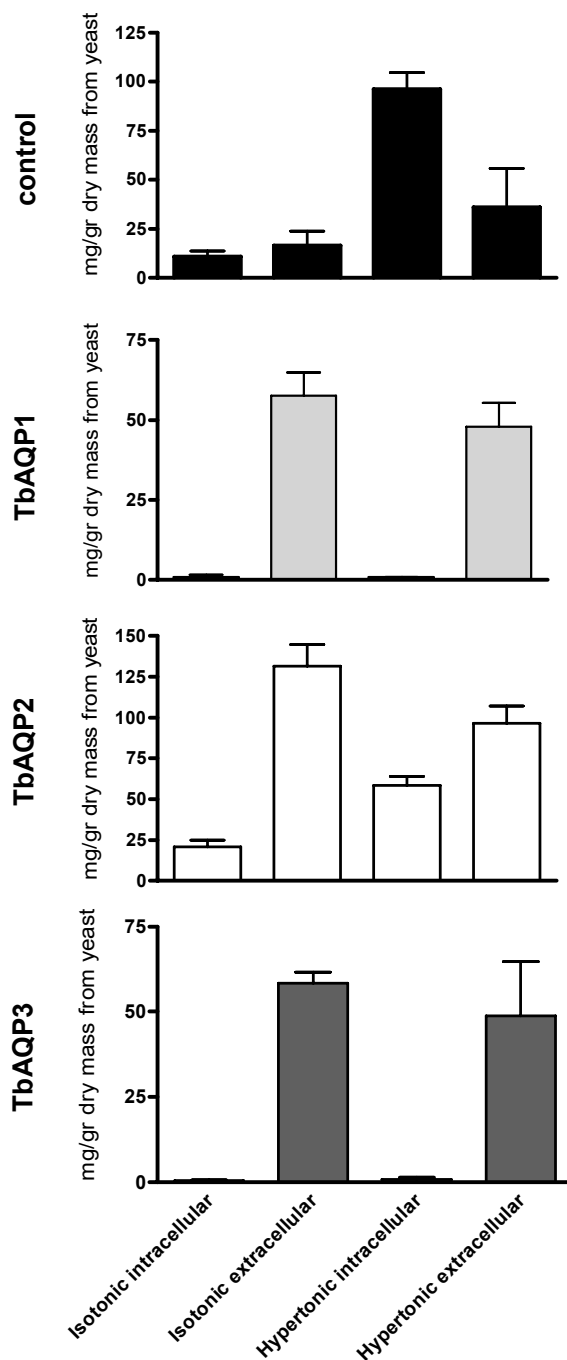 control
mg/gr dry mass from yeast
125
100
75
50
25
0
TbAQP1
mg/gr dry mass from yeast
75
50
25
0
TbAQP2
mg/gr dry mass from yeast
150
125
100
75
50
25
0
TbAQP3
mg/gr dry mass from yeast
75
50
25
0
Isotonic intracellular
Isotonic extracellular
Hypertonic intracellular
Hypertonic extracellular